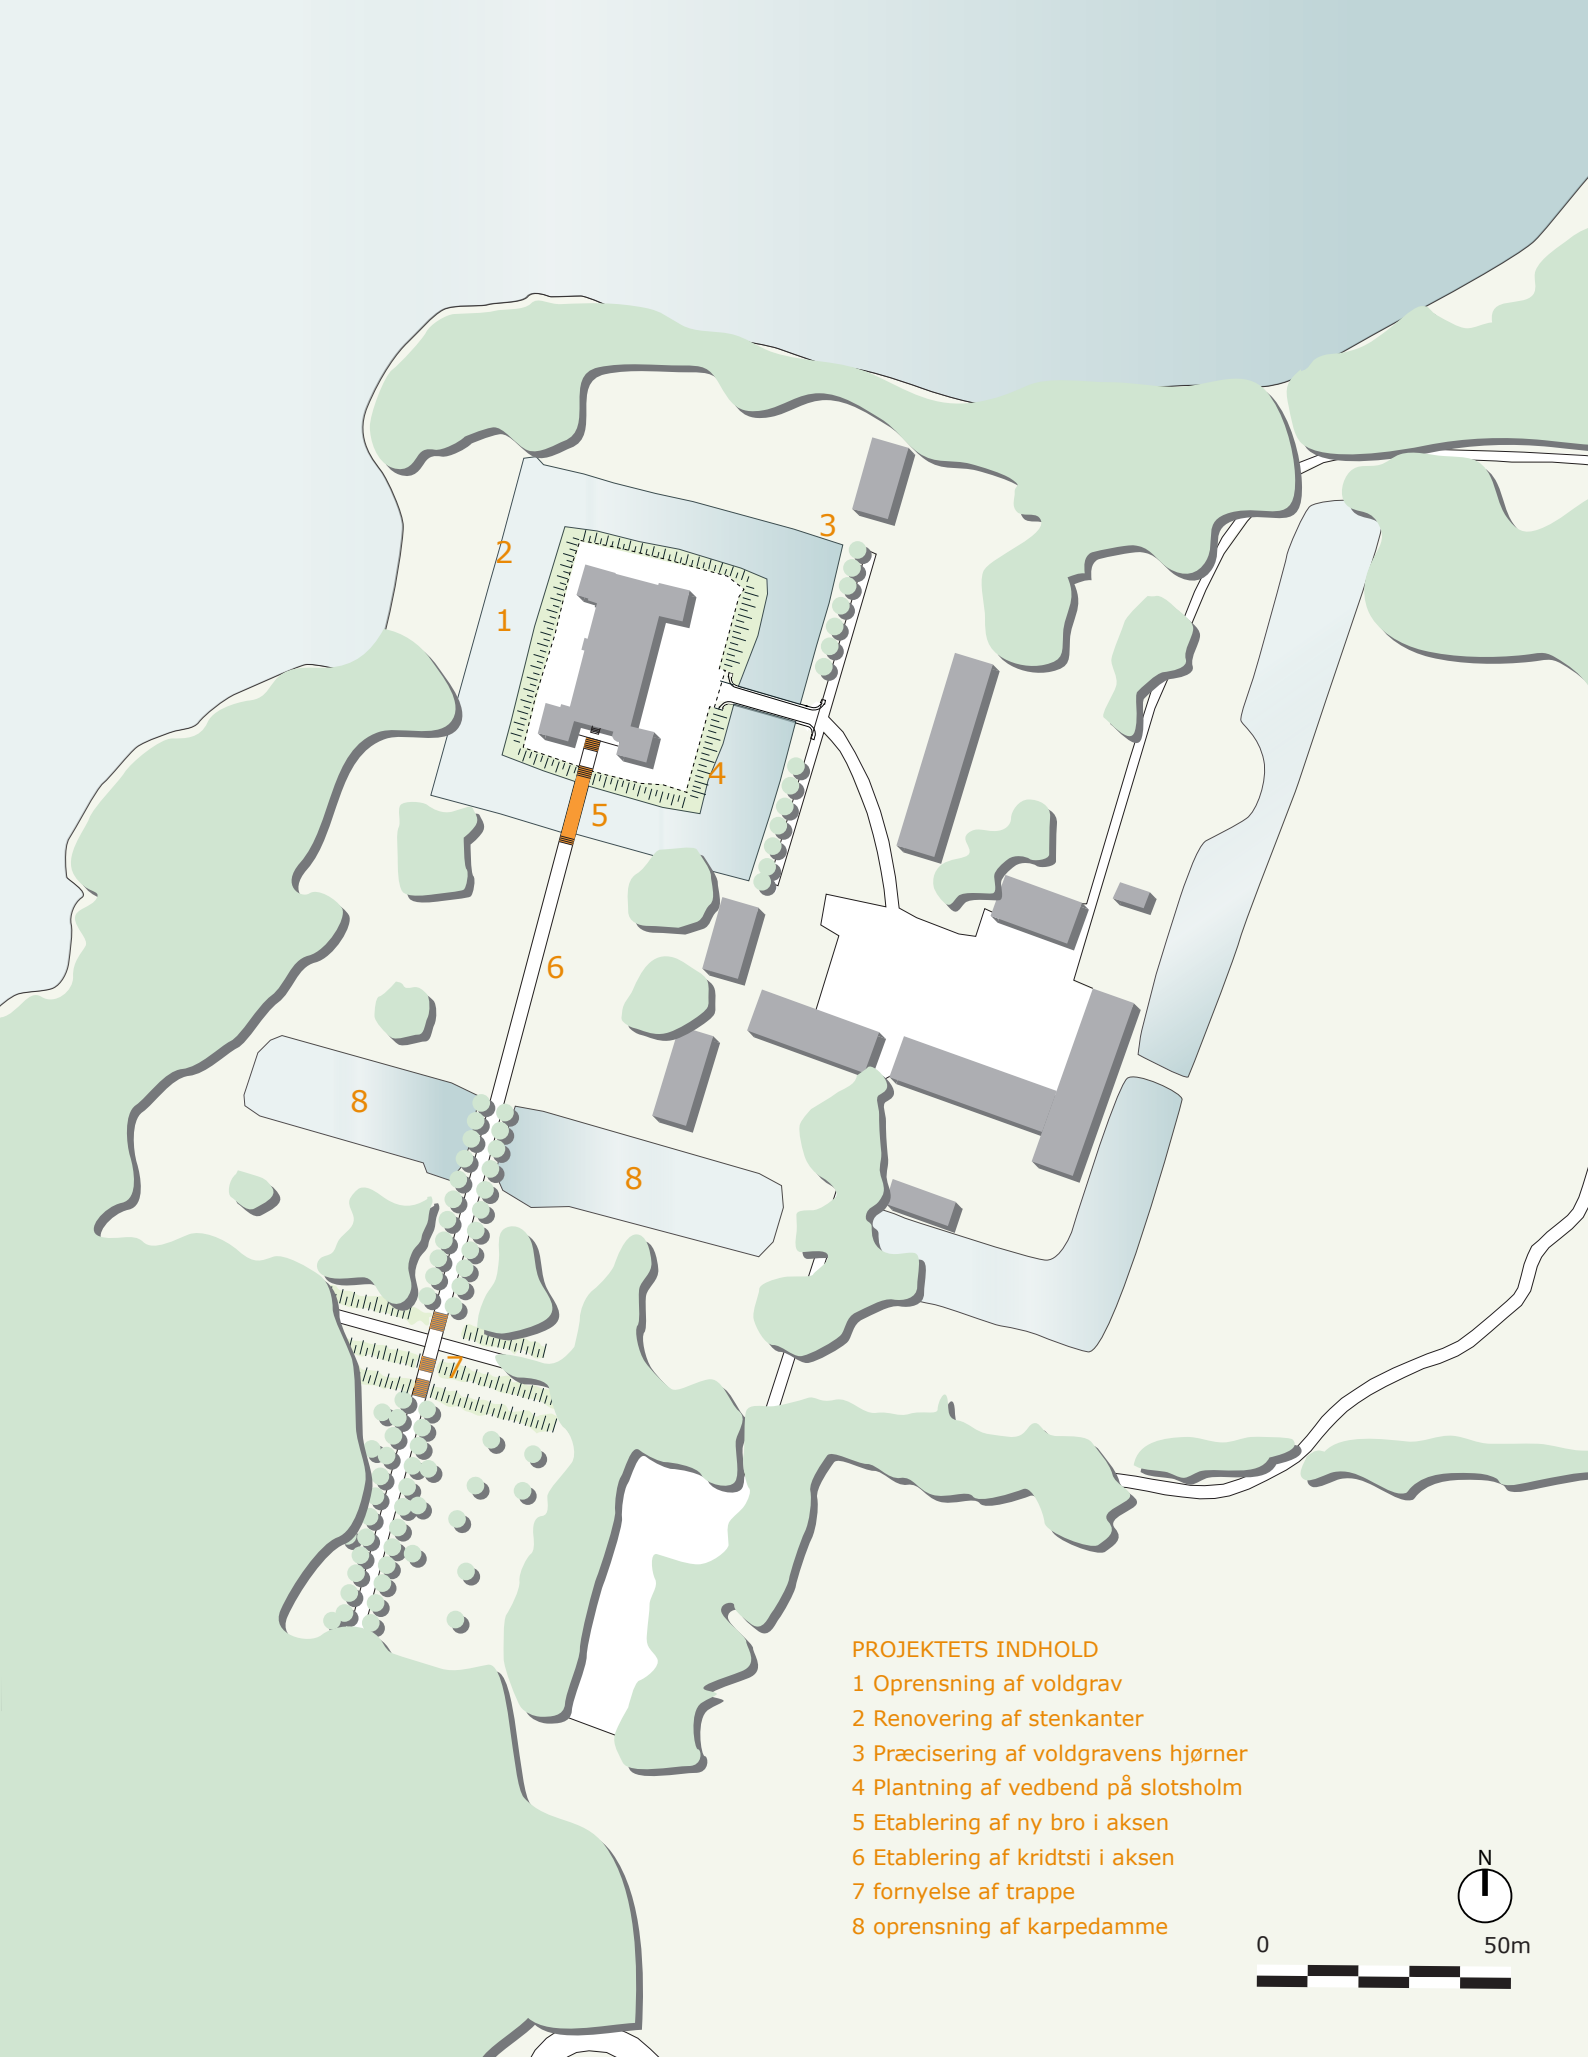 3
2
1
4
5
6
8
8
7
PROJEKTETS INDHOLD
1 Oprensning af voldgrav
2 Renovering af stenkanter
3 Præcisering af voldgravens hjørner
4 Plantning af vedbend på slotsholm
5 Etablering af ny bro i aksen
6 Etablering af kridtsti i aksen
7 fornyelse af trappe
8 oprensning af karpedamme
N
0 50m